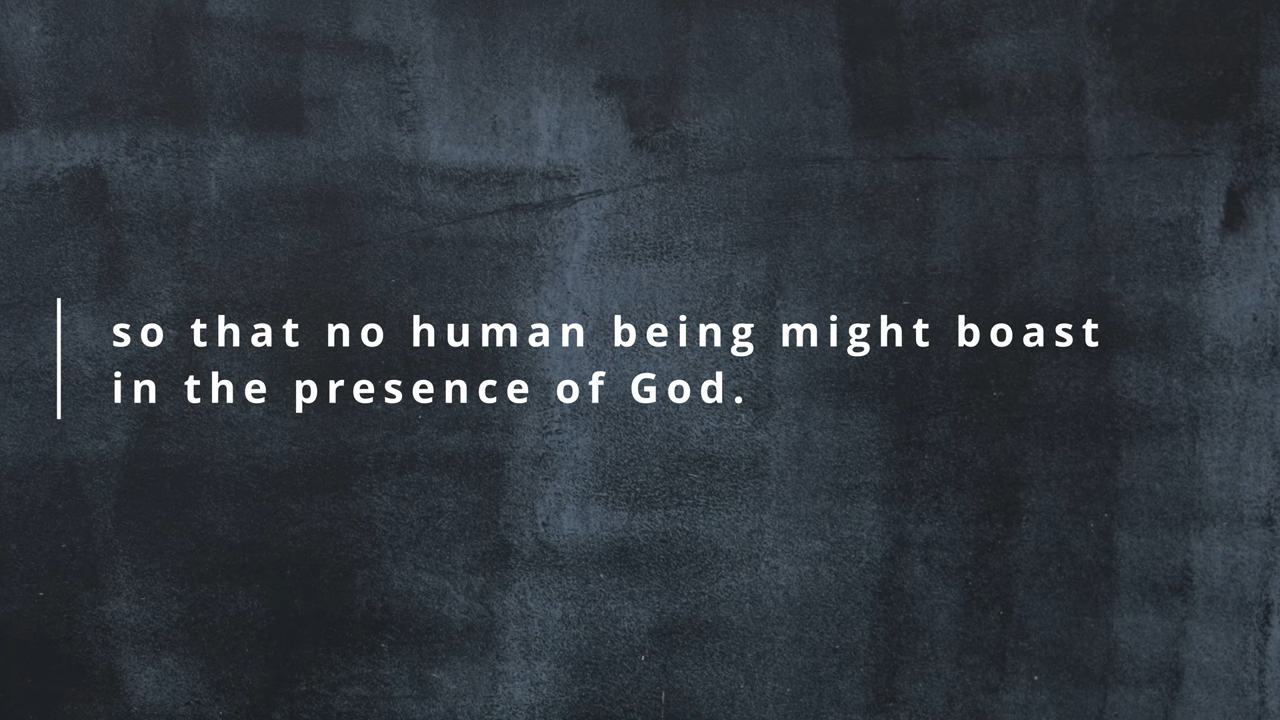 so that no human being might boast
in the presence of God.